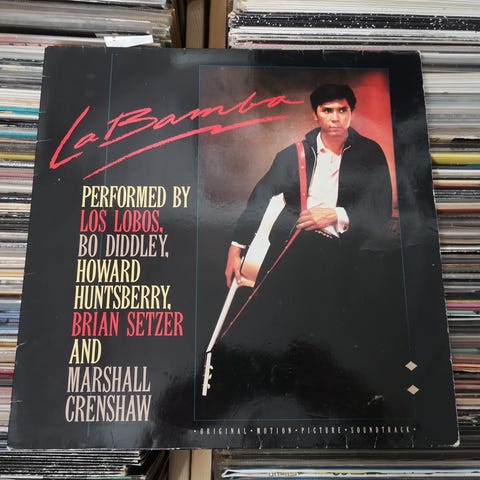 La Bamba
PERFORMED BY
LOS LOBOS,
BO DIDDLEY,
HOWARD
HUNTSBERRY,
BRIAN SETZER
AND
MARSHALL
CRENSHAW
· ORIGINAL · MOTION · PICTURE · SOUNDTRACK ·